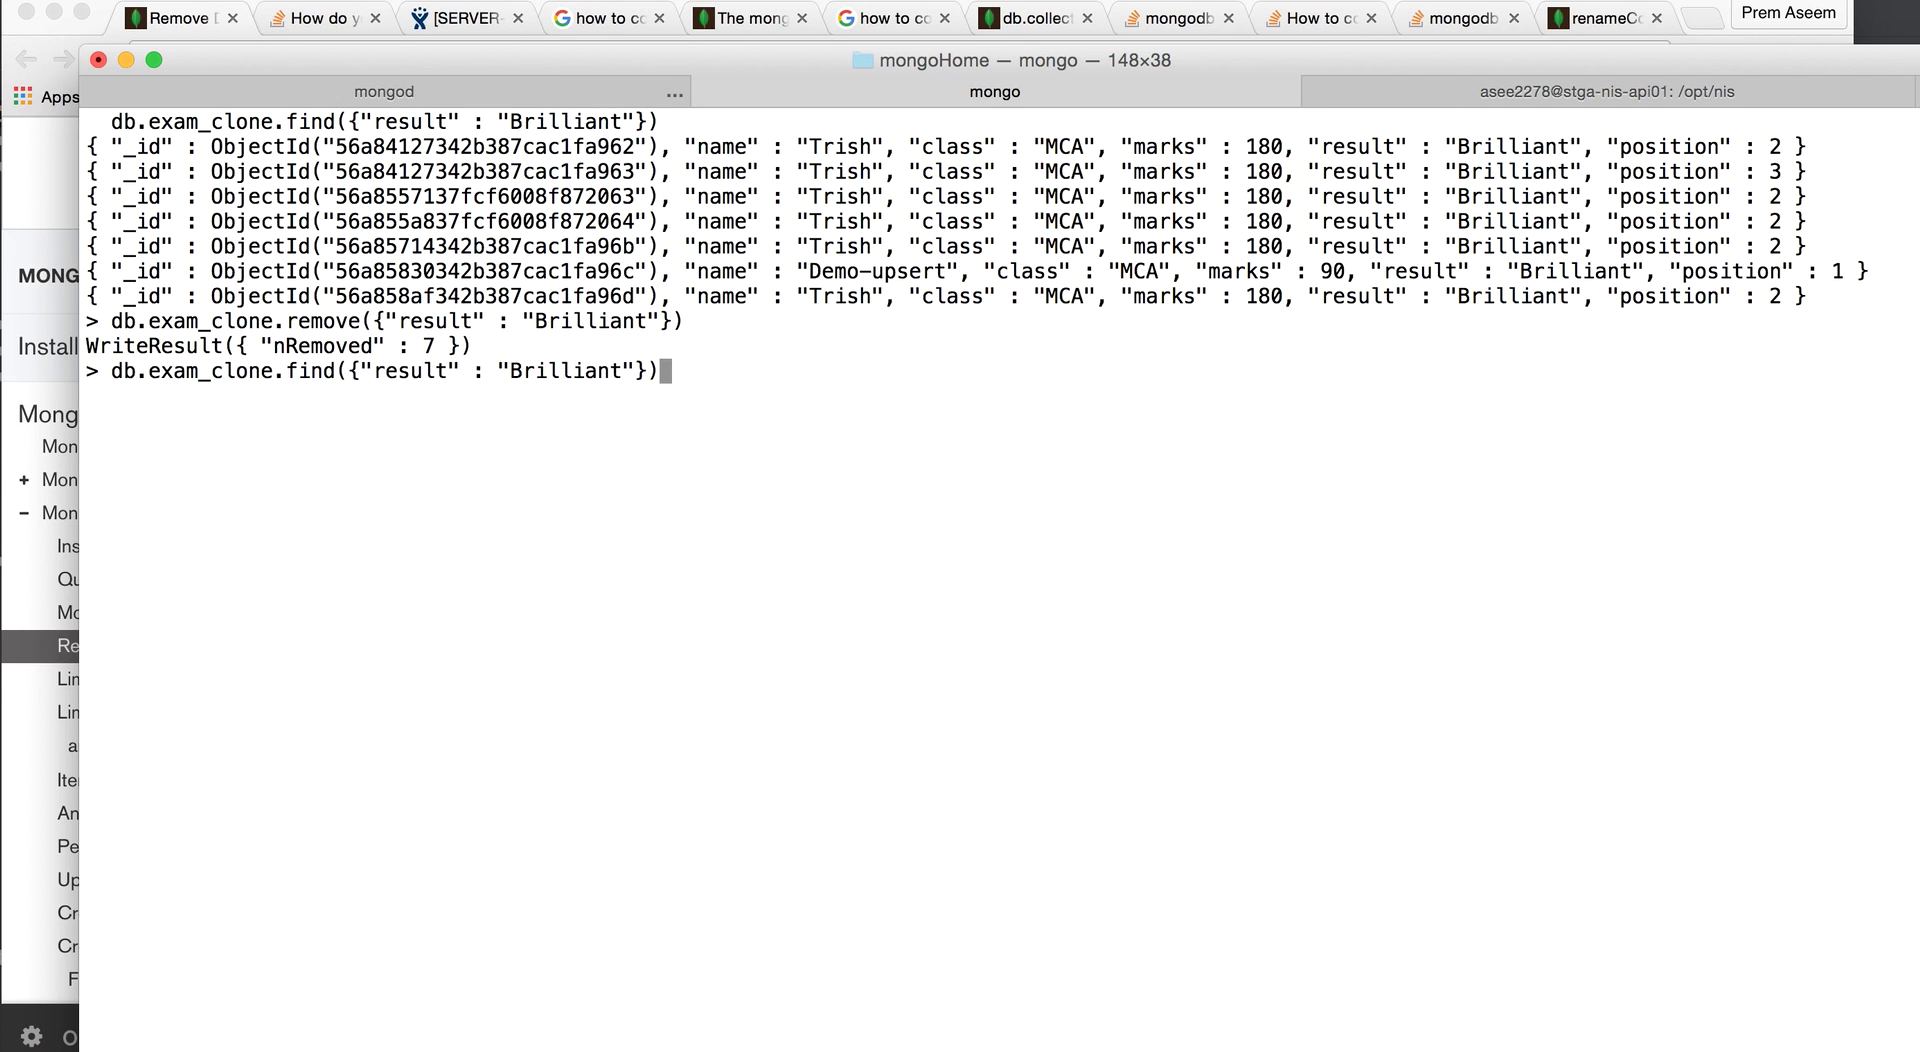 Remove D
How do y
[SERVER-
how to co
The mong
how to co
db.collect
mongodb
How to co
mongodb
renameCo
Prem Aseem
mongoHome — mongo — 148×38
Apps
mongod
...
mongo
asee2278@stga-nis-api01: /opt/nis
db.exam_clone.find({"result" : "Brilliant"})
{ "_id" : ObjectId("56a84127342b387cac1fa962"), "name" : "Trish", "class" : "MCA", "marks" : 180, "result" : "Brilliant", "position" : 2 }
{ "_id" : ObjectId("56a84127342b387cac1fa963"), "name" : "Trish", "class" : "MCA", "marks" : 180, "result" : "Brilliant", "position" : 3 }
{ "_id" : ObjectId("56a8557137fcf6008f872063"), "name" : "Trish", "class" : "MCA", "marks" : 180, "result" : "Brilliant", "position" : 2 }
{ "_id" : ObjectId("56a855a837fcf6008f872064"), "name" : "Trish", "class" : "MCA", "marks" : 180, "result" : "Brilliant", "position" : 2 }
{ "_id" : ObjectId("56a85714342b387cac1fa96b"), "name" : "Trish", "class" : "MCA", "marks" : 180, "result" : "Brilliant", "position" : 2 }
{ "_id" : ObjectId("56a85830342b387cac1fa96c"), "name" : "Demo-upsert", "class" : "MCA", "marks" : 90, "result" : "Brilliant", "position" : 1 }
{ "_id" : ObjectId("56a858af342b387cac1fa96d"), "name" : "Trish", "class" : "MCA", "marks" : 180, "result" : "Brilliant", "position" : 2 }
> db.exam_clone.remove({"result" : "Brilliant"})
WriteResult({ "nRemoved" : 7 })
> db.exam_clone.find({"result" : "Brilliant"})
MONG
Install
Mong
Mon
+ Mon
− Mon
Ins
Qu
Mo
Re
Lim
Lim
a
Ite
An
Pe
Up
Cr
Cr
F
O